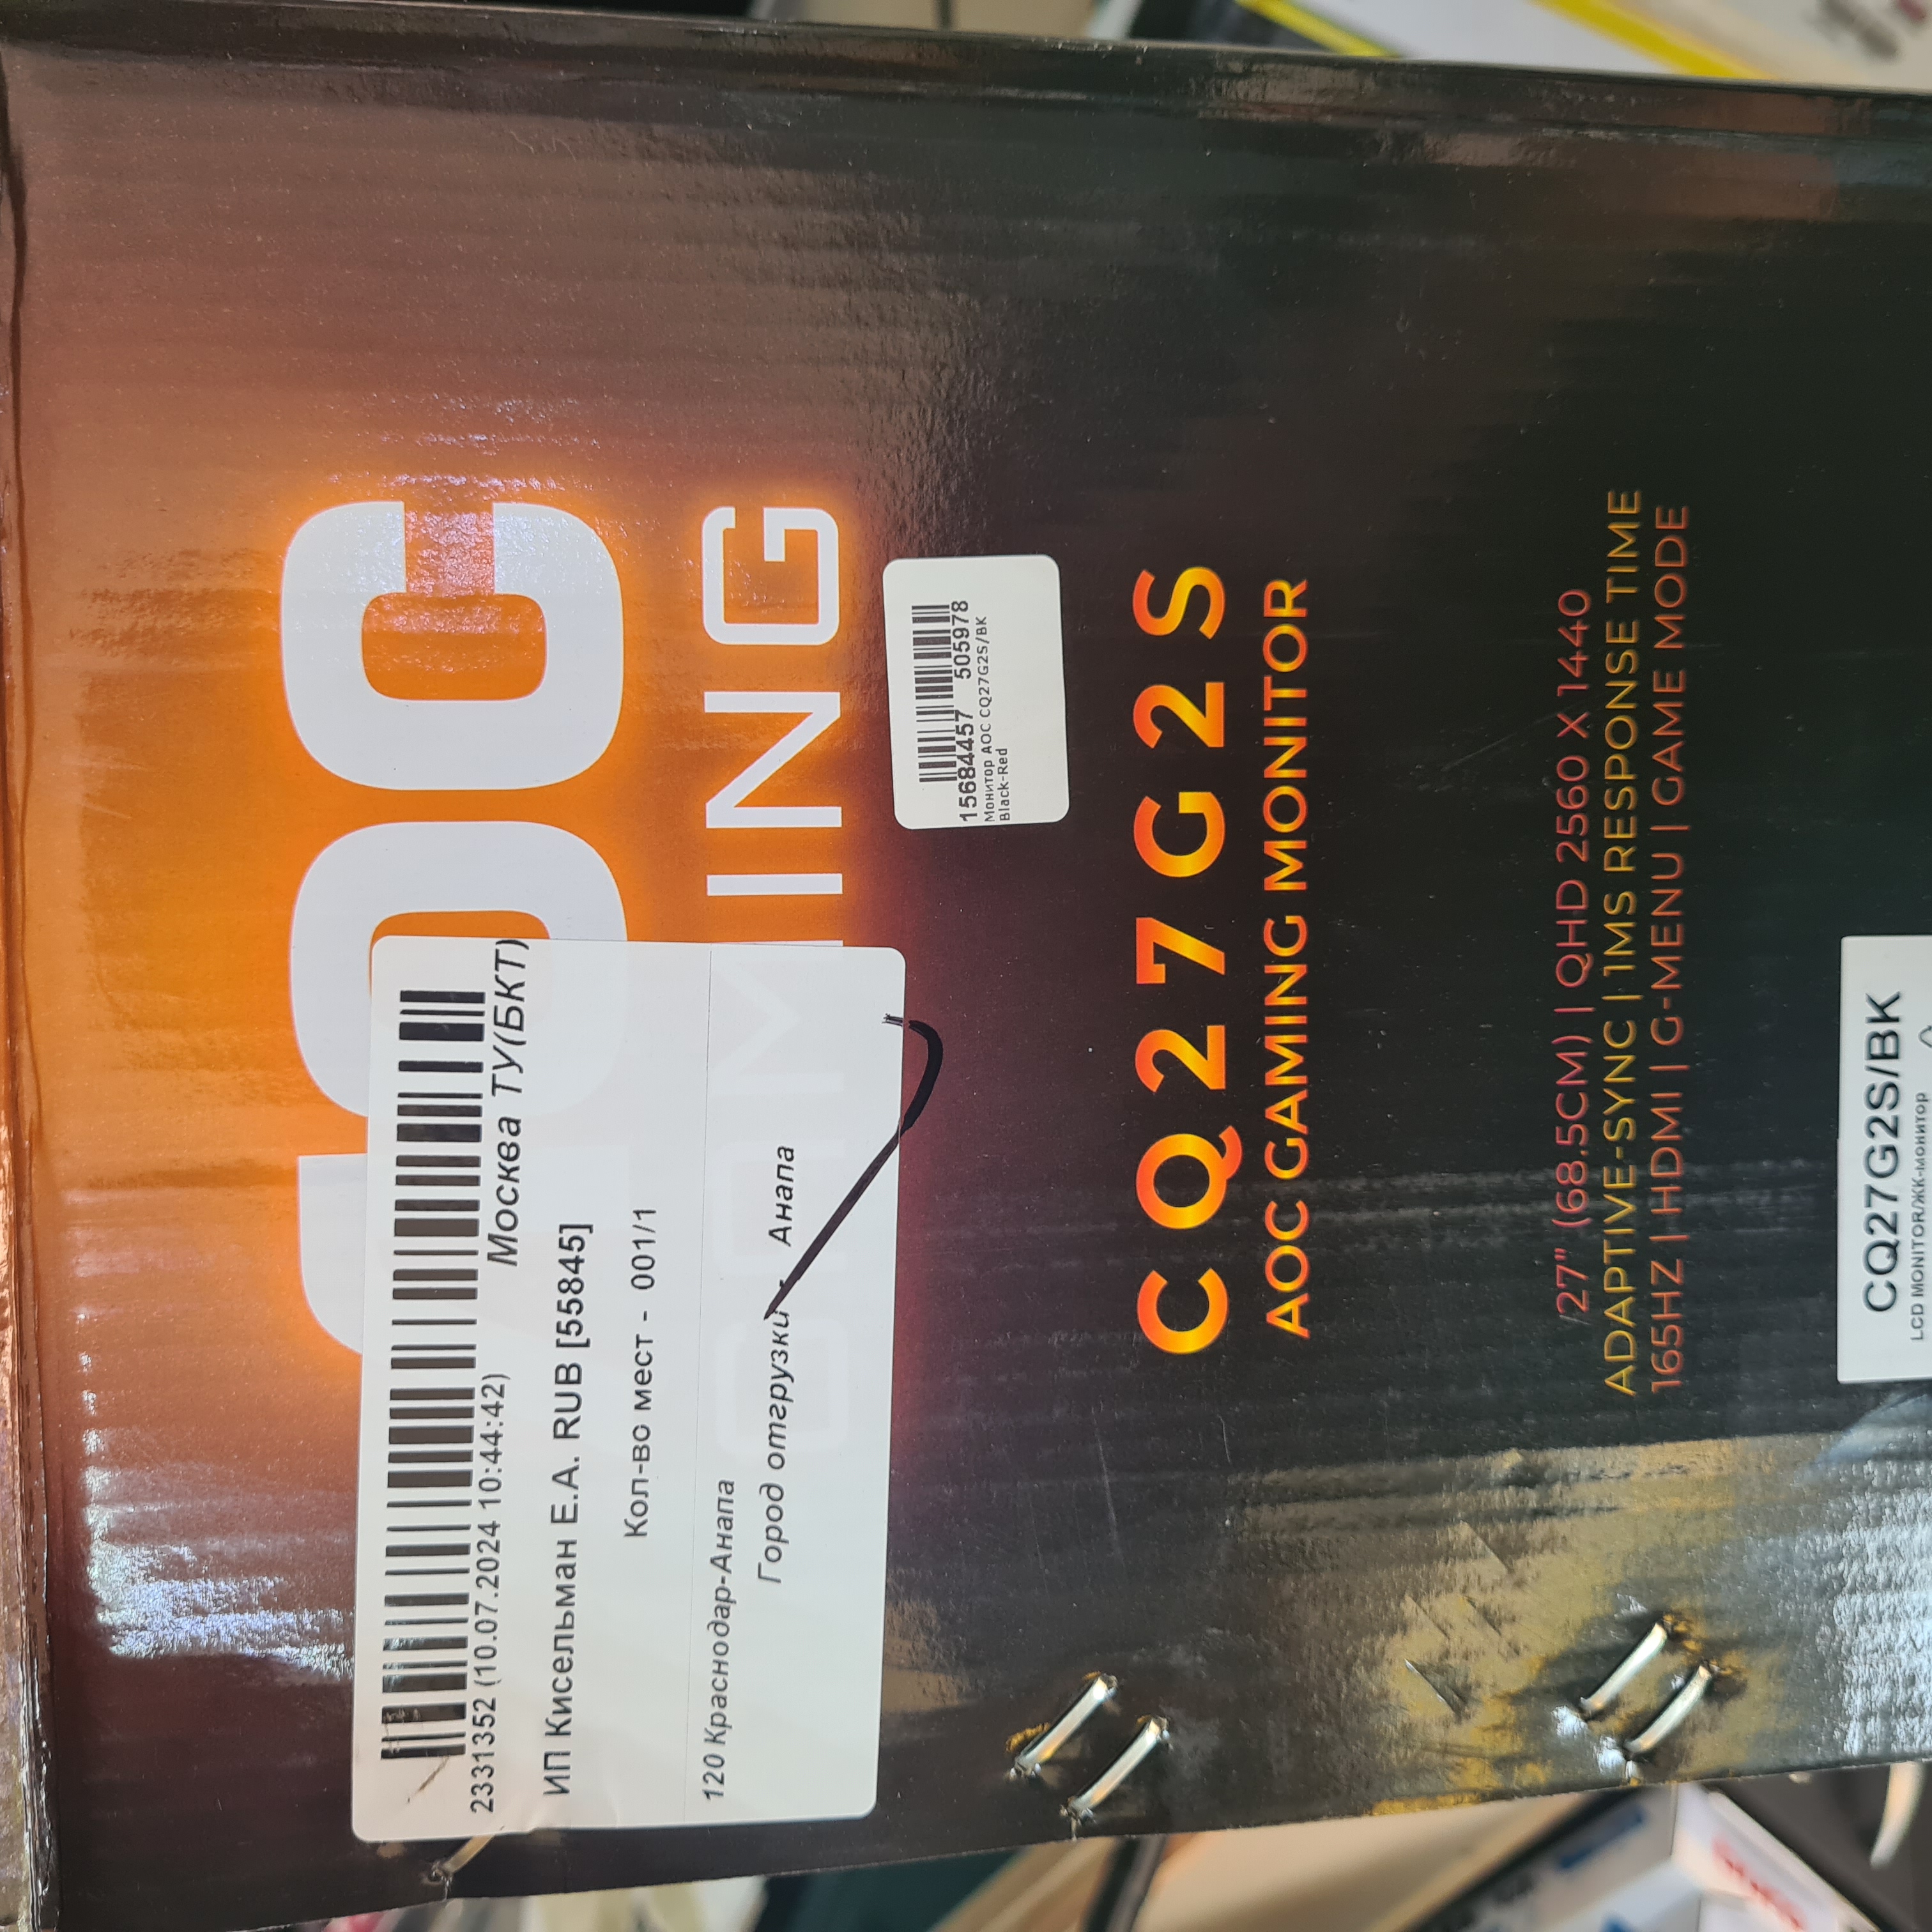 AOC
GAMING
Москва ТУ(БКТ)
2331352 (10.07.2024 10:44:42)
ИП Кисельман Е.А. RUB [55845]
Кол-во мест - 001/1
120 Краснодар-Анапа
Город отгрузки Анапа
15684457 505978
Монитор AOC CQ27G2S/BK
Black-Red
CQ27G2S
AOC GAMING MONITOR
27" (68.5CM) | QHD 2560 X 1440
ADAPTIVE-SYNC | 1MS RESPONSE TIME
165HZ | HDMI | G-MENU | GAME MODE
CQ27G2S/BK
LCD MONITOR/ЖК-монитор